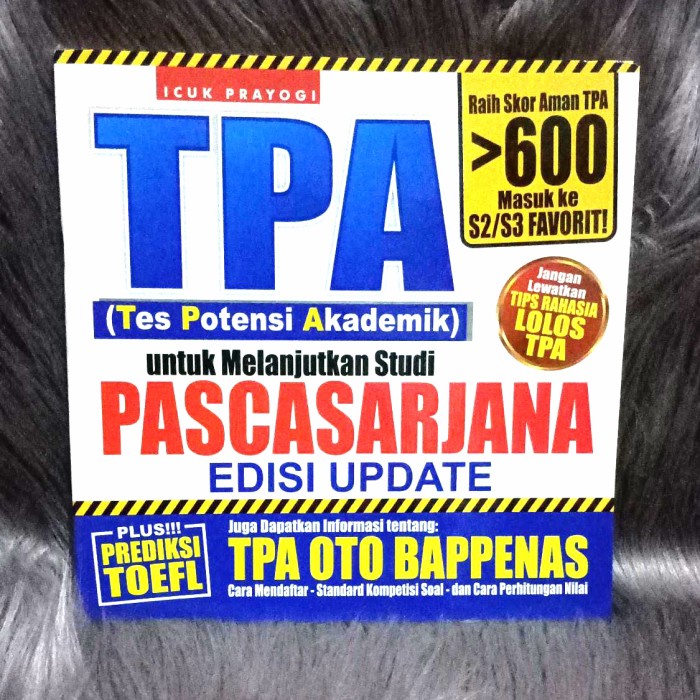 ICUK PRAYOGI
TPA
(Tes Potensi Akademik)
untuk Melanjutkan Studi
PASCASARJANA
EDISI UPDATE
Raih Skor Aman TPA
>600
Masuk ke
S2/S3 FAVORIT!
Jangan
Lewatkan
TIPS RAHASIA
LOLOS
TPA
PLUS!!!
PREDIKSI
TOEFL
Juga Dapatkan Informasi tentang:
TPA OTO BAPPENAS
Cara Mendaftar - Standard Kompetisi Soal - dan Cara Perhitungan Nilai